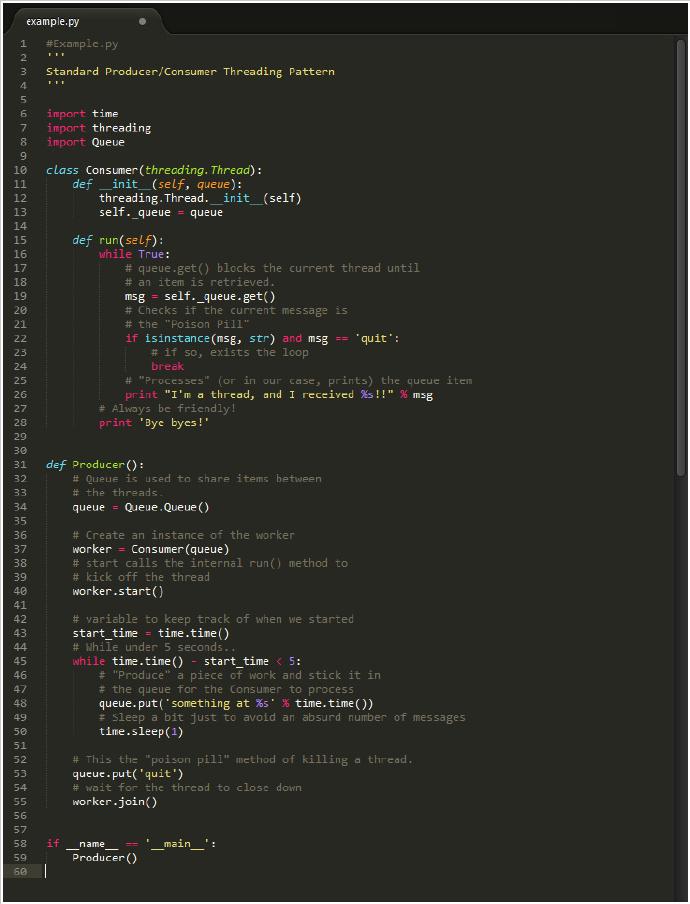 example.py
1 #Example.py
2 '''
3 Standard Producer/Consumer Threading Pattern
4 '''
5
6 import time
7 import threading
8 import Queue
9
10 class Consumer(threading.Thread):
11     def __init__(self, queue):
12         threading.Thread.__init__(self)
13         self._queue = queue
14
15     def run(self):
16         while True:
17             # queue.get() blocks the current thread until
18             # an item is retrieved.
19             msg = self._queue.get()
20             # Checks if the current message is
21             # the "Poison Pill"
22             if isinstance(msg, str) and msg == 'quit':
23                 # if so, exists the loop
24                 break
25             # "Processes" (or in our case, prints) the queue item
26             print "I'm a thread, and I received %s!!" % msg
27         # Always be friendly!
28         print 'Bye byes!'
29
30
31 def Producer():
32     # Queue is used to share items between
33     # the threads.
34     queue = Queue.Queue()
35
36     # Create an instance of the worker
37     worker = Consumer(queue)
38     # start calls the internal run() method to
39     # kick off the thread
40     worker.start()
41
42     # variable to keep track of when we started
43     start_time = time.time()
44     # While under 5 seconds..
45     while time.time() - start_time < 5:
46         # "Produce" a piece of work and stick it in
47         # the queue for the Consumer to process
48         queue.put('something at %s' % time.time())
49         # Sleep a bit just to avoid an absurd number of messages
50         time.sleep(1)
51
52     # This the "poison pill" method of killing a thread.
53     queue.put('quit')
54     # wait for the thread to close down
55     worker.join()
56
57
58 if __name__ == '__main__':
59     Producer()
60